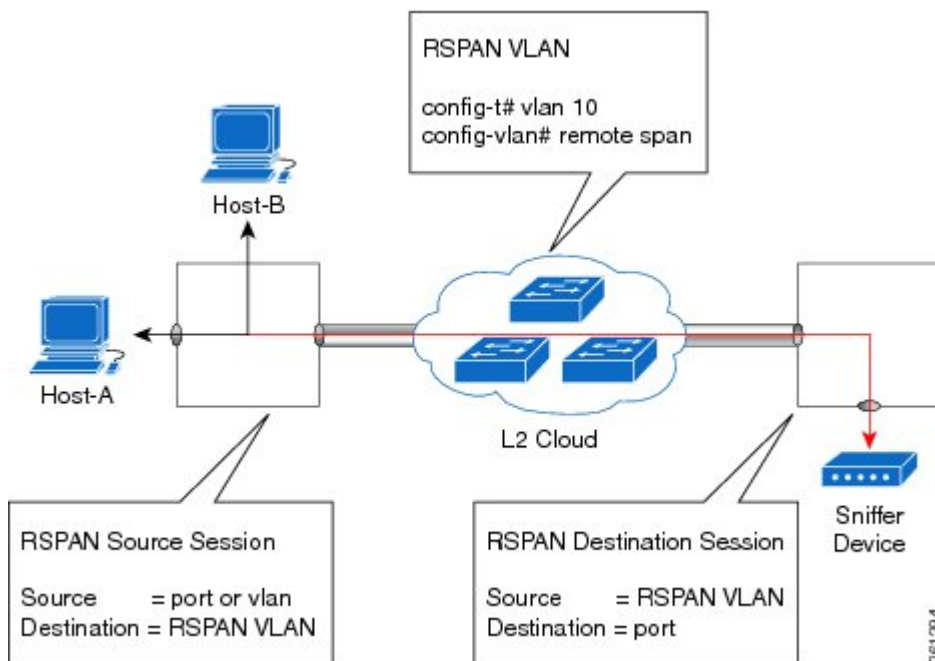 RSPAN VLAN
config-t# vlan 10
config-vlan# remote span
Host-B
Host-A
L2 Cloud
Sniffer
Device
RSPAN Source Session
Source = port or vlan
Destination = RSPAN VLAN
RSPAN Destination Session
Source = RSPAN VLAN
Destination = port